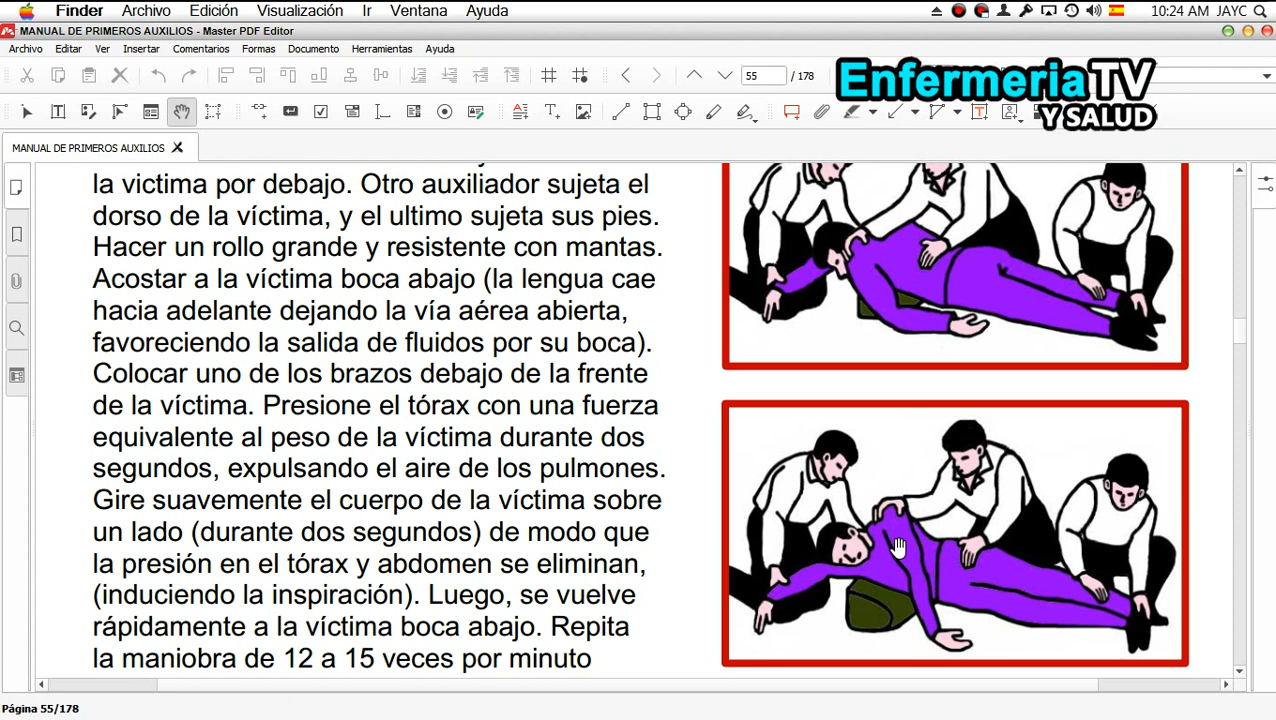 Finder Archivo Edición Visualización Ir Ventana Ayuda 10:24 AM JAYC
MANUAL DE PRIMEROS AUXILIOS - Master PDF Editor
Archivo Editar Ver Insertar Comentarios Formas Documento Herramientas Ayuda
55 / 178
EnfermeriaTV
Y SALUD
MANUAL DE PRIMEROS AUXILIOS
la victima por debajo. Otro auxiliador sujeta el
dorso de la víctima, y el ultimo sujeta sus pies.
Hacer un rollo grande y resistente con mantas.
Acostar a la víctima boca abajo (la lengua cae
hacia adelante dejando la vía aérea abierta,
favoreciendo la salida de fluidos por su boca).
Colocar uno de los brazos debajo de la frente
de la víctima. Presione el tórax con una fuerza
equivalente al peso de la víctima durante dos
segundos, expulsando el aire de los pulmones.
Gire suavemente el cuerpo de la víctima sobre
un lado (durante dos segundos) de modo que
la presión en el tórax y abdomen se eliminan,
(induciendo la inspiración). Luego, se vuelve
rápidamente a la víctima boca abajo. Repita
la maniobra de 12 a 15 veces por minuto
Página 55/178